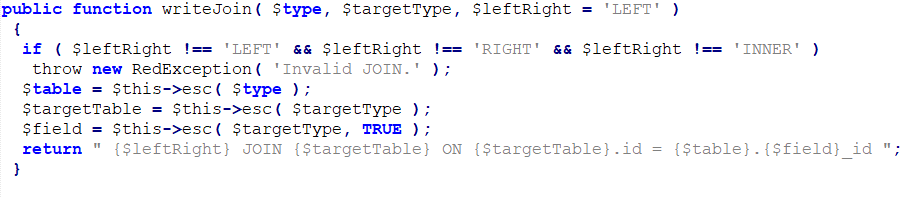 public function writeJoin( $type, $targetType, $leftRight = 'LEFT' )
{
if ( $leftRight !== 'LEFT' && $leftRight !== 'RIGHT' && $leftRight !== 'INNER' )
throw new RedException( 'Invalid JOIN.' );
$table = $this->esc( $type );
$targetTable = $this->esc( $targetType );
$field = $this->esc( $targetType, TRUE );
return " {$leftRight} JOIN {$targetTable} ON {$targetTable}.id = {$table}.{$field}_id ";
}